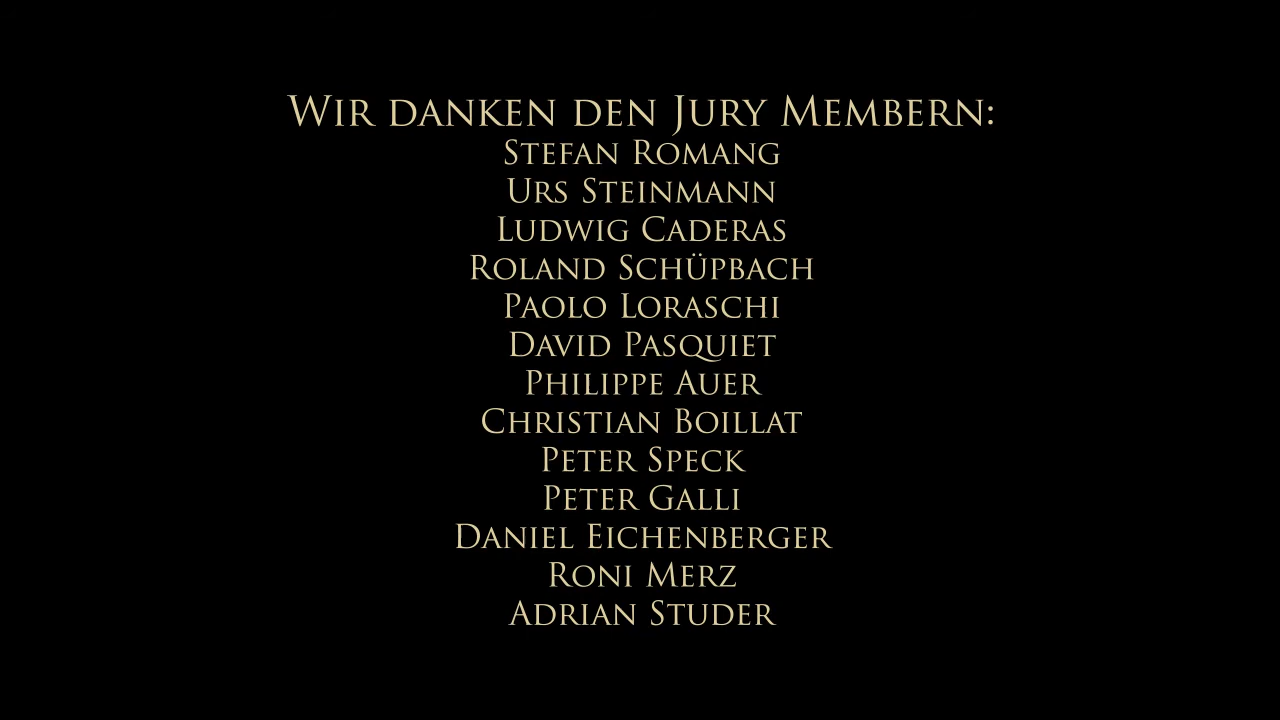 Wir danken den Jury Membern:
Stefan Romang
Urs Steinmann
Ludwig Caderas
Roland Schüpbach
Paolo Loraschi
David Pasquiet
Philippe Auer
Christian Boillat
Peter Speck
Peter Galli
Daniel Eichenberger
Roni Merz
Adrian Studer